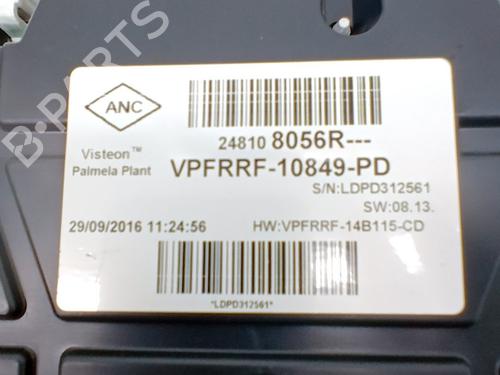 B-PARTS
ANC
24810 8056R---
Visteon™
Palmela Plant
VPFRRF-10849-PD
S/N:LDPD312561
SW:08.13.
29/09/2016 11:24:56
HW:VPFRRF-14B115-CD
*LDPD312561*